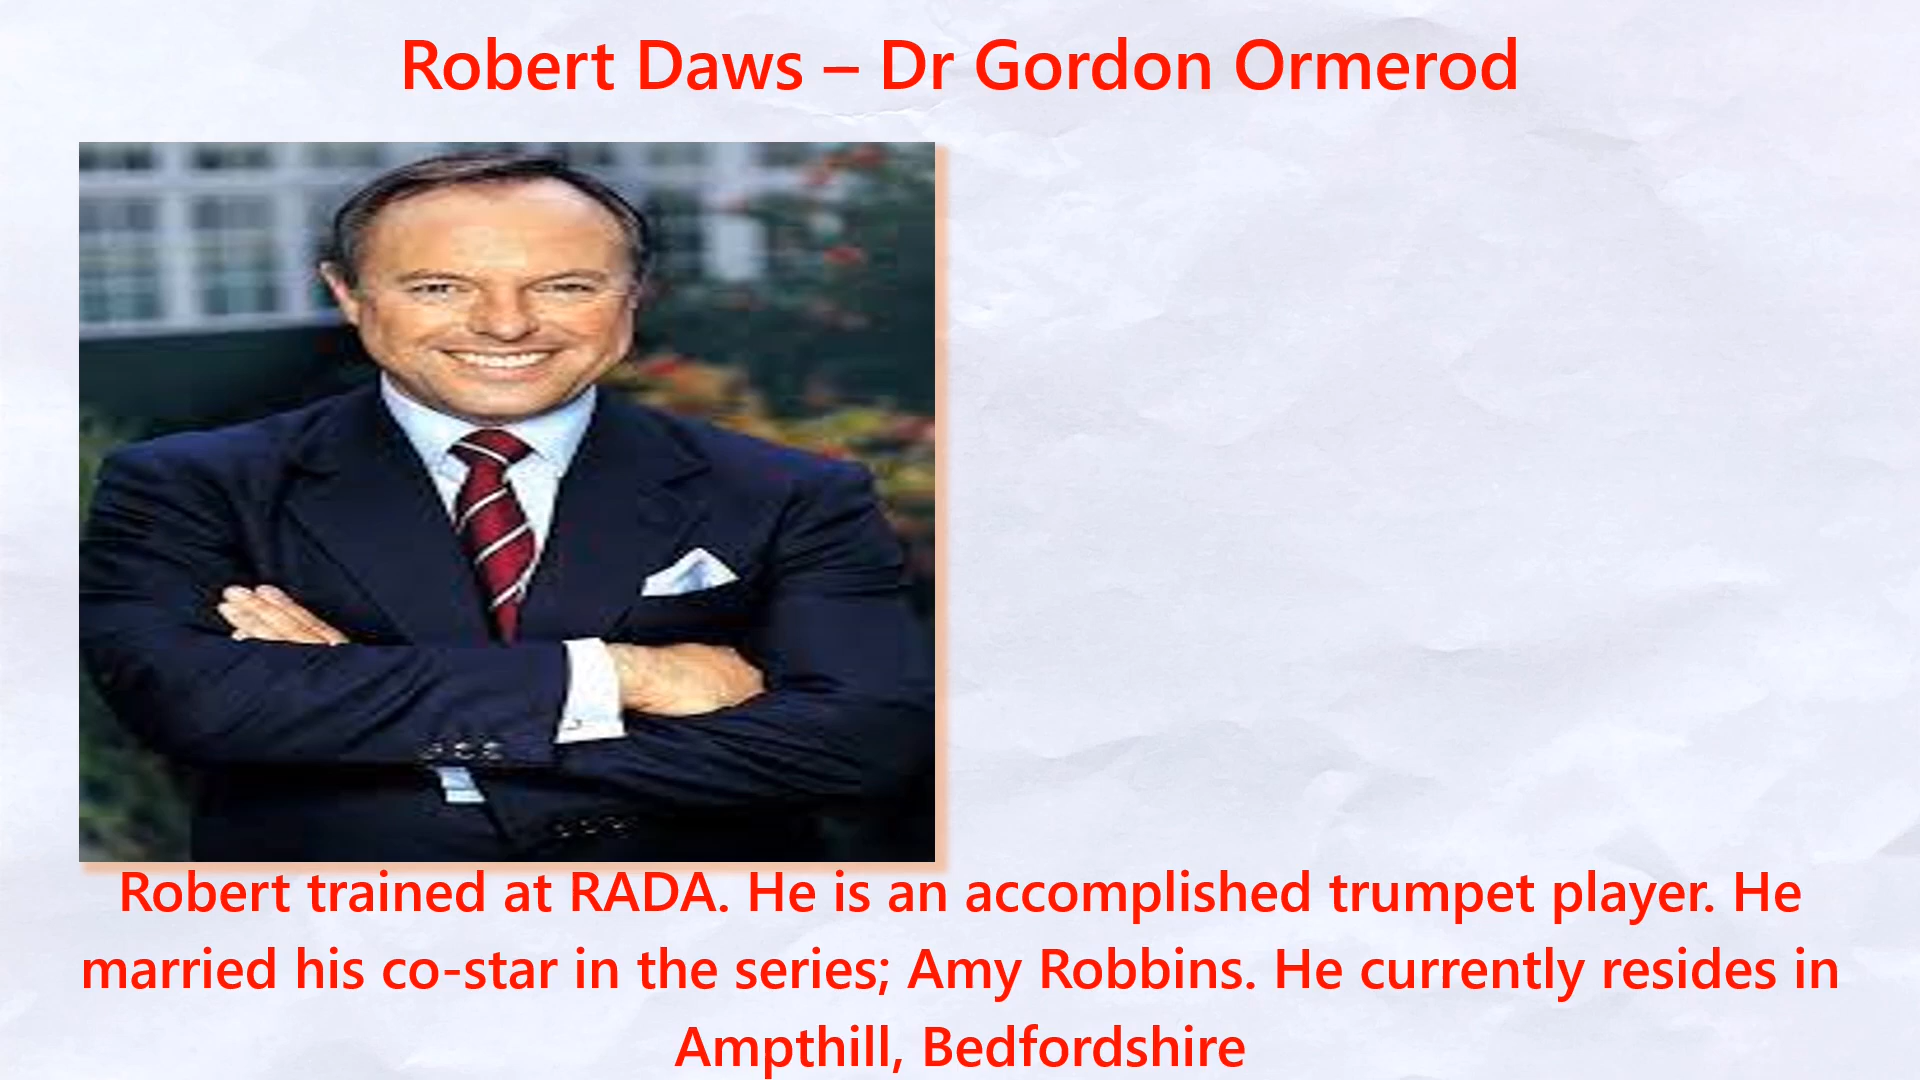 Robert Daws – Dr Gordon Ormerod
Robert trained at RADA. He is an accomplished trumpet player. He
married his co-star in the series; Amy Robbins. He currently resides in
Ampthill, Bedfordshire